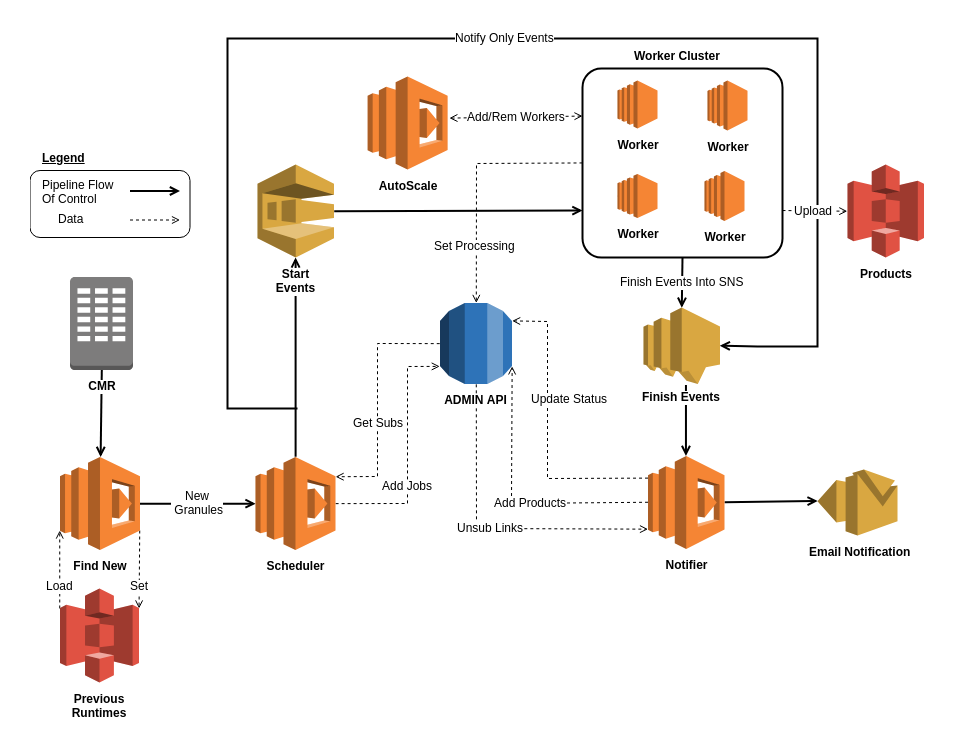 Notify Only Events
Worker Cluster
Add/Rem Workers
Worker
Worker
Legend
Pipeline Flow
Of Control
Data
AutoScale
Worker
Worker
Upload
Set Processing
Start
Events
Products
Finish Events Into SNS
CMR
ADMIN API
Update Status
Finish Events
Get Subs
Add Jobs
New
Granules
Add Products
Unsub Links
Email Notification
Find New
Scheduler
Notifier
Load
Set
Previous
Runtimes